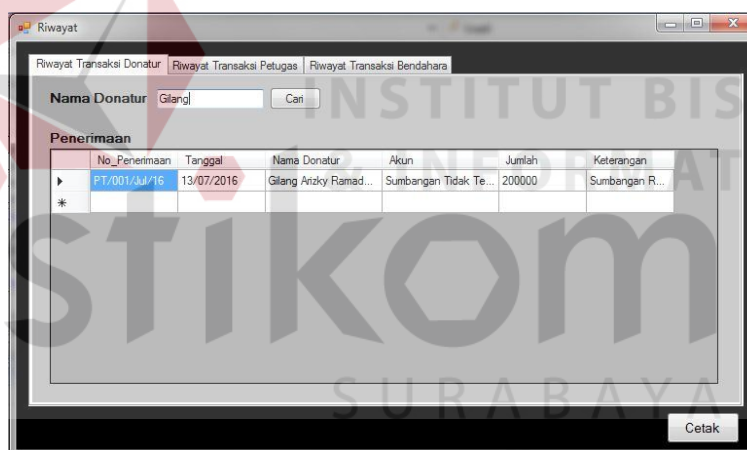 Riwayat
Riwayat Transaksi Donatur Riwayat Transaksi Petugas Riwayat Transaksi Bendahara
Nama Donatur Gilang Cari
INSTITUT BIS
Penerimaan
& INFORMAT
No_Penerimaan Tanggal Nama Donatur Akun Jumlah Keterangan
PT/001/Jul/16 13/07/2016 Gilang Arizky Ramad... Sumbangan Tidak Te... 200000 Sumbangan R...
stikom
SURABAYA
Cetak